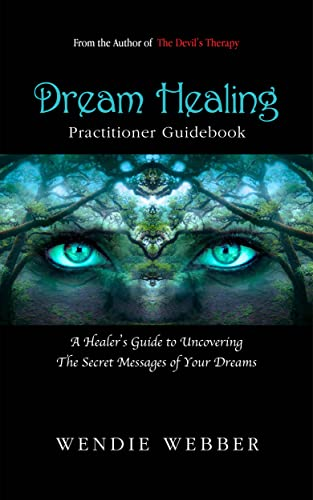 From the Author of The Devil's Therapy
Dream Healing
Practitioner Guidebook
A Healer's Guide to Uncovering
The Secret Messages of Your Dreams
WENDIE WEBBER